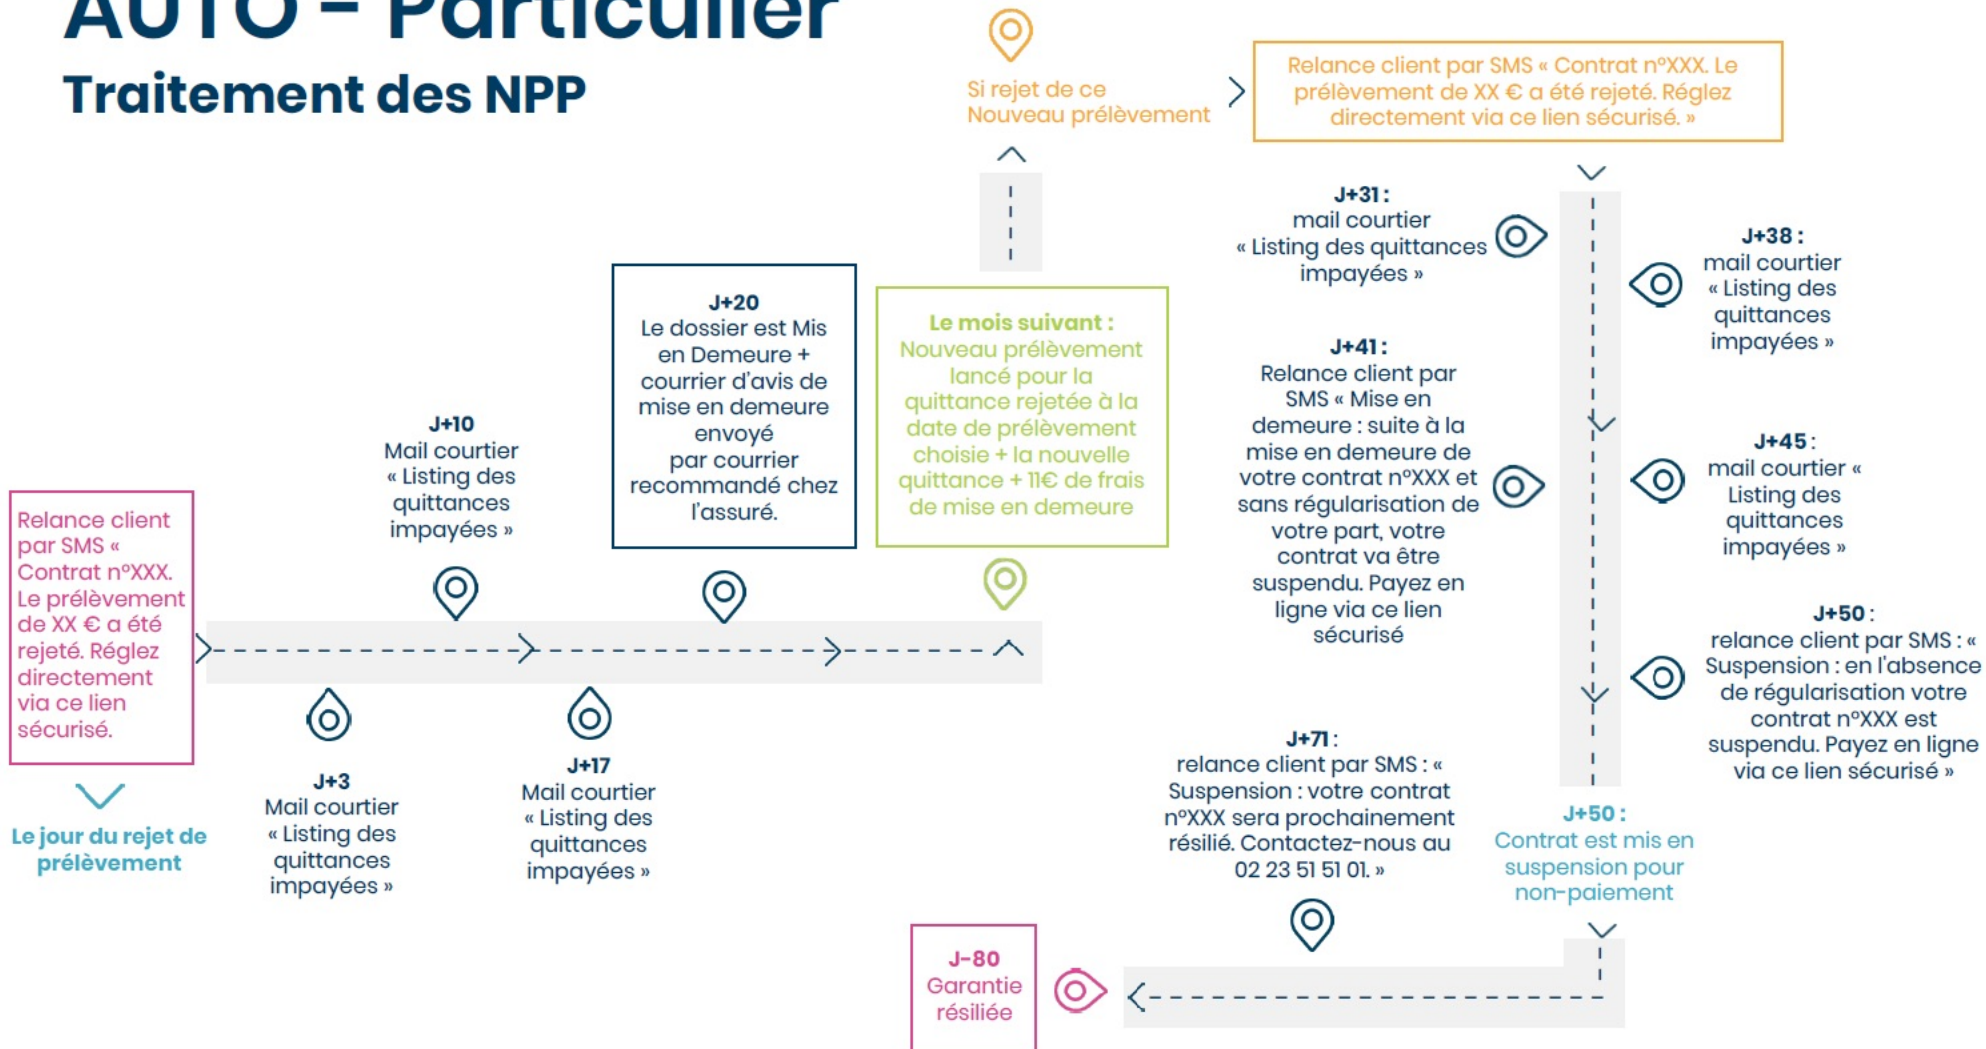 AUTO - Particulier
Traitement des NPP
Relance client
par SMS «
Contrat n°XXX.
Le prélèvement
de XX € a été
rejeté. Réglez
directement
via ce lien
sécurisé.
Le jour du rejet de
prélèvement
J+3
Mail courtier
« Listing des
quittances
impayées »
J+10
Mail courtier
« Listing des
quittances
impayées »
J+17
Mail courtier
« Listing des
quittances
impayées »
J+20
Le dossier est Mis
en Demeure +
courrier d'avis de
mise en demeure
envoyé
par courrier
recommandé chez
l'assuré.
Le mois suivant :
Nouveau prélèvement
lancé pour la
quittance rejetée à la
date de prélèvement
choisie + la nouvelle
quittance + 11€ de frais
de mise en demeure
Si rejet de ce
Nouveau prélèvement
Relance client par SMS « Contrat n°XXX. Le
prélèvement de XX € a été rejeté. Réglez
directement via ce lien sécurisé. »
J+31 :
mail courtier
« Listing des quittances
impayées »
J+38 :
mail courtier
« Listing des
quittances
impayées »
J+41 :
Relance client par
SMS « Mise en
demeure : suite à la
mise en demeure de
votre contrat n°XXX et
sans régularisation de
votre part, votre
contrat va être
suspendu. Payez en
ligne via ce lien
sécurisé
J+45 :
mail courtier «
Listing des
quittances
impayées »
J+50 :
relance client par SMS : «
Suspension : en l'absence
de régularisation votre
contrat n°XXX est
suspendu. Payez en ligne
via ce lien sécurisé »
J+50 :
Contrat est mis en
suspension pour
non-paiement
J+71 :
relance client par SMS : «
Suspension : votre contrat
n°XXX sera prochainement
résilié. Contactez-nous au
02 23 51 51 01. »
J-80
Garantie
résiliée